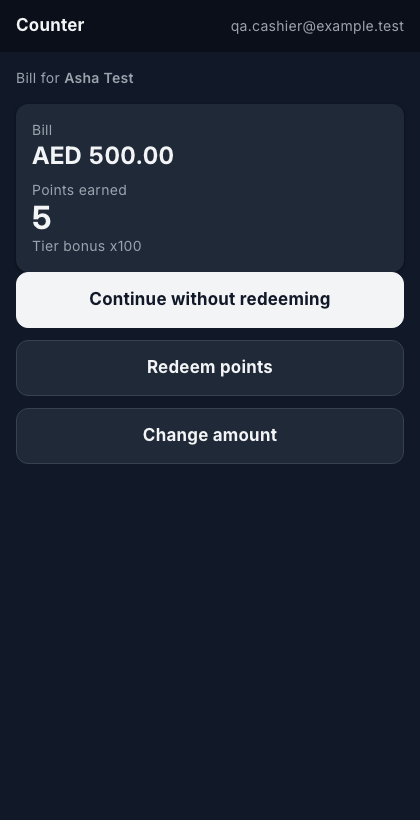 Counter
qa.cashier@example.test
Bill for Asha Test
Bill
AED 500.00
Points earned
5
Tier bonus x100
Continue without redeeming
Redeem points
Change amount